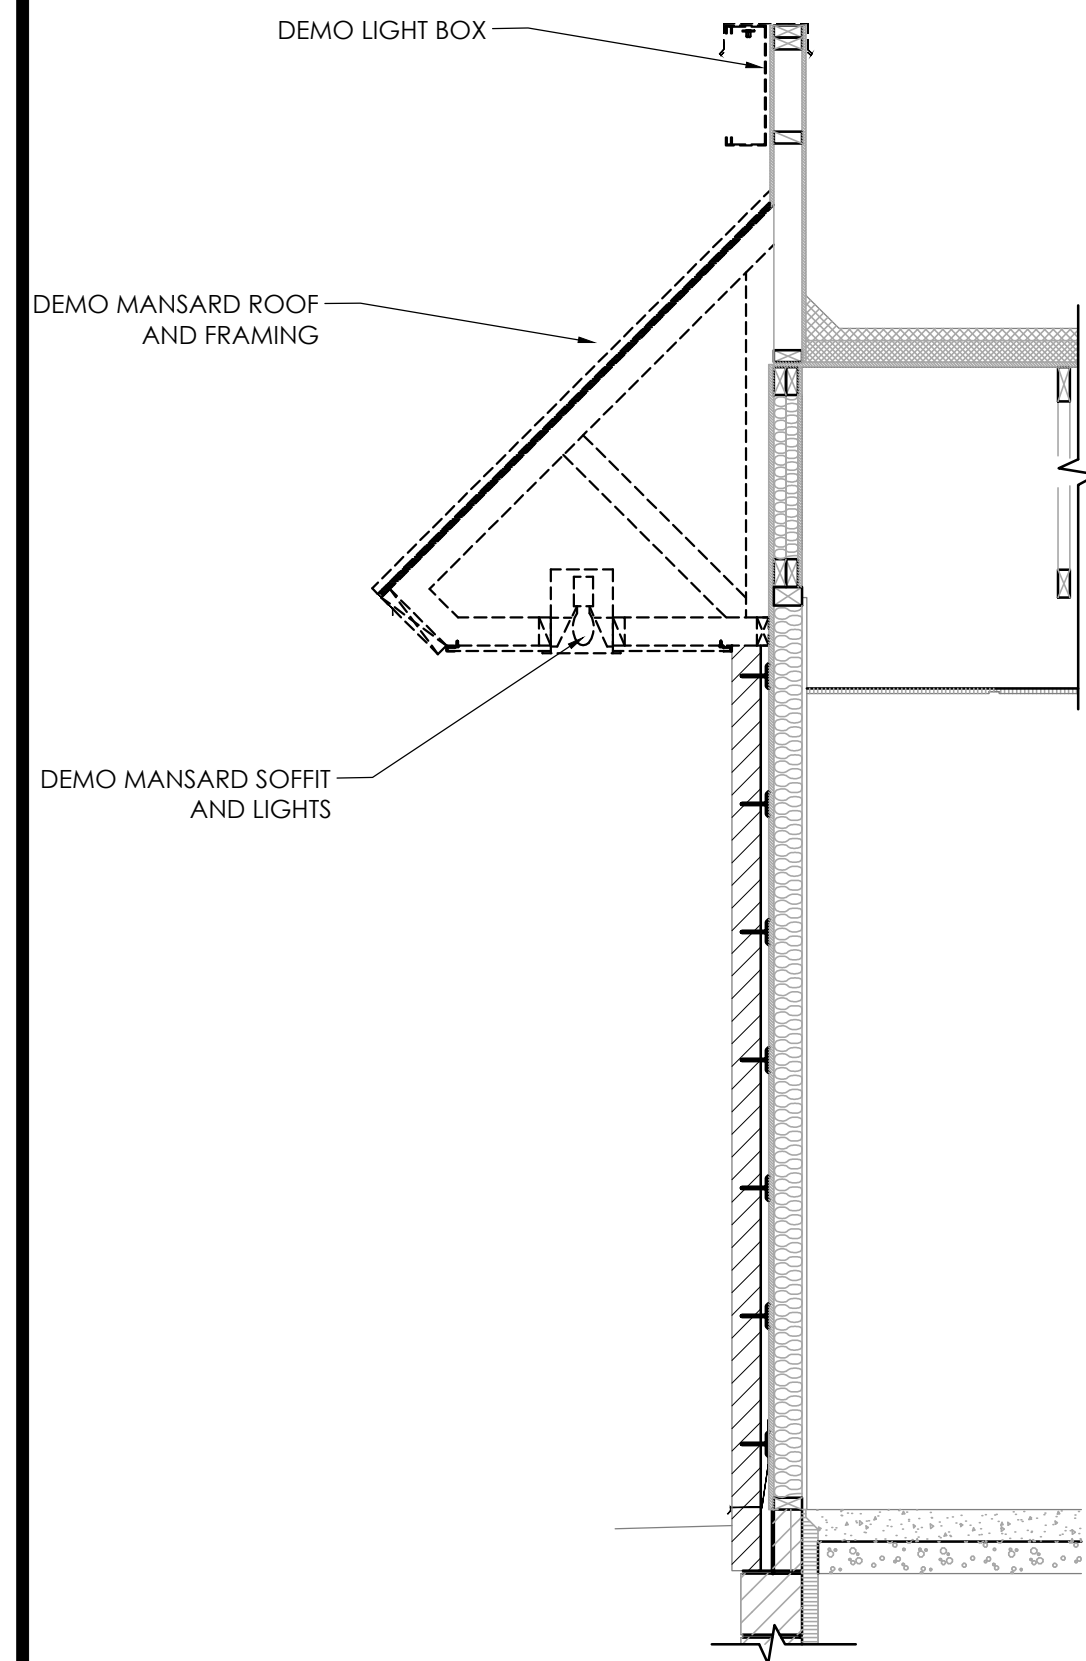 DEMO LIGHT BOX
DEMO MANSARD ROOF
AND FRAMING
DEMO MANSARD SOFFIT
AND LIGHTS